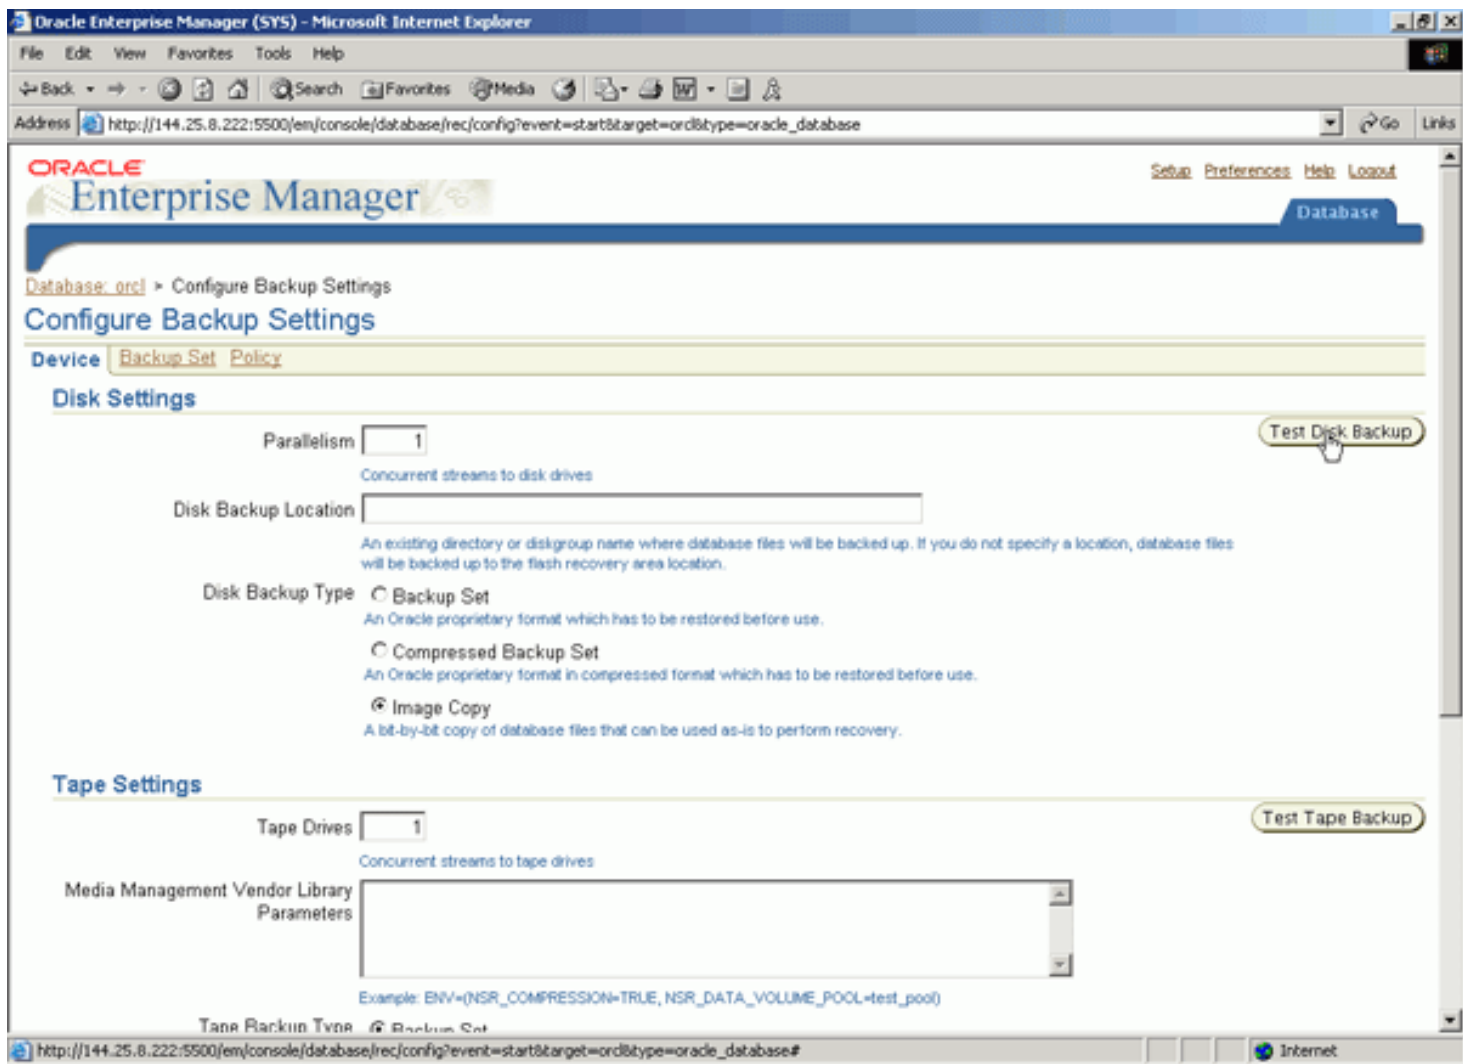 Oracle Enterprise Manager (SYS) - Microsoft Internet Explorer
File Edit View Favorites Tools Help
Back Search Favorites Media
Address http://144.25.8.222:5500/em/console/database/rec/config?event=start&target=orcl&type=oracle_database Go Links
ORACLE
Enterprise Manager
Setup Preferences Help Logout
Database
Database: orcl > Configure Backup Settings
Configure Backup Settings
Device Backup Set Policy
Disk Settings
Test Disk Backup
Parallelism 1
Concurrent streams to disk drives
Disk Backup Location
An existing directory or diskgroup name where database files will be backed up. If you do not specify a location, database files
will be backed up to the flash recovery area location.
Disk Backup Type Backup Set
An Oracle proprietary format which has to be restored before use.
Compressed Backup Set
An Oracle proprietary format in compressed format which has to be restored before use.
Image Copy
A bit-by-bit copy of database files that can be used as-is to perform recovery.
Tape Settings
Test Tape Backup
Tape Drives 1
Concurrent streams to tape drives
Media Management Vendor Library
Parameters
Example: ENV=(NSR_COMPRESSION=TRUE, NSR_DATA_VOLUME_POOL=test_pool)
Tape Backup Type Backup Set
http://144.25.8.222:5500/em/console/database/rec/config?event=start&target=orcl&type=oracle_database# Internet